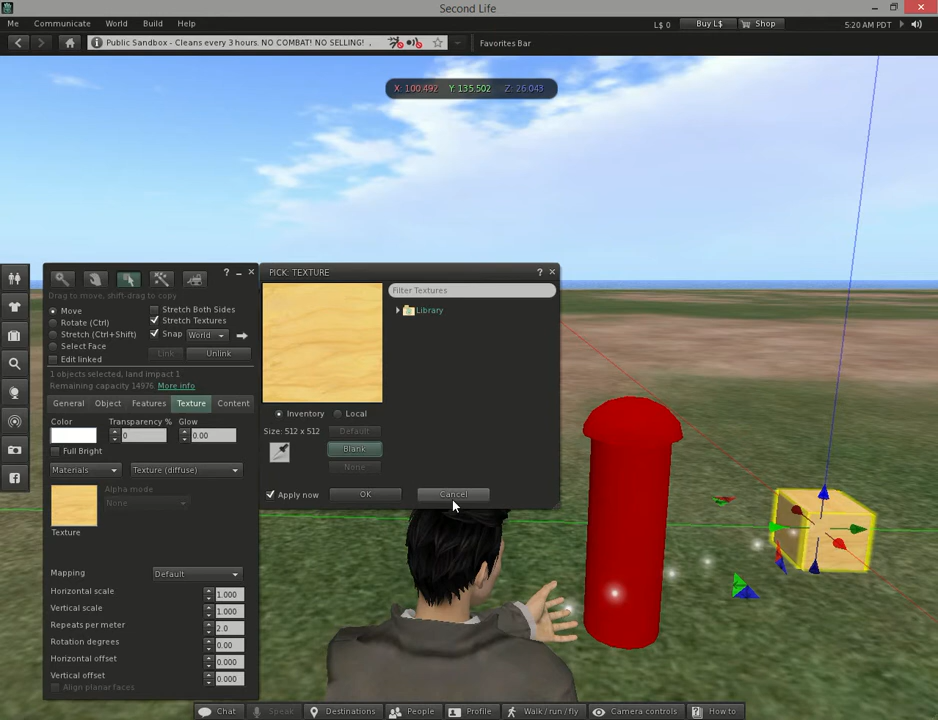 Second Life
Me Communicate World Build Help
L$ 0 Buy L$ Shop 5:20 AM PDT
Public Sandbox - Cleans every 3 hours. NO COMBAT! NO SELLING! , Favorites Bar
X: 100.492 Y: 135.502 Z: 26.043
Drag to move, shift-drag to copy
Move
Rotate (Ctrl)
Stretch (Ctrl+Shift)
Select Face
Edit linked
Stretch Both Sides
Stretch Textures
Snap World
Link Unlink
1 objects selected, land impact 1
Remaining capacity 14976 More info
General Object Features Texture Content
Color Transparency % Glow
0 0.00
Full Bright
Materials Texture (diffuse)
Alpha mode
None
Texture
Mapping Default
Horizontal scale 1.000
Vertical scale 1.000
Repeats per meter 2.0
Rotation degrees 0.00
Horizontal offset 0.000
Vertical offset 0.000
Align planar faces
PICK: TEXTURE ?
Filter Textures
Library
Inventory Local
Size: 512 x 512 Default
Blank
None
Apply now OK Cancel
Chat Speak Destinations People Profile Walk / run / fly Camera controls How to